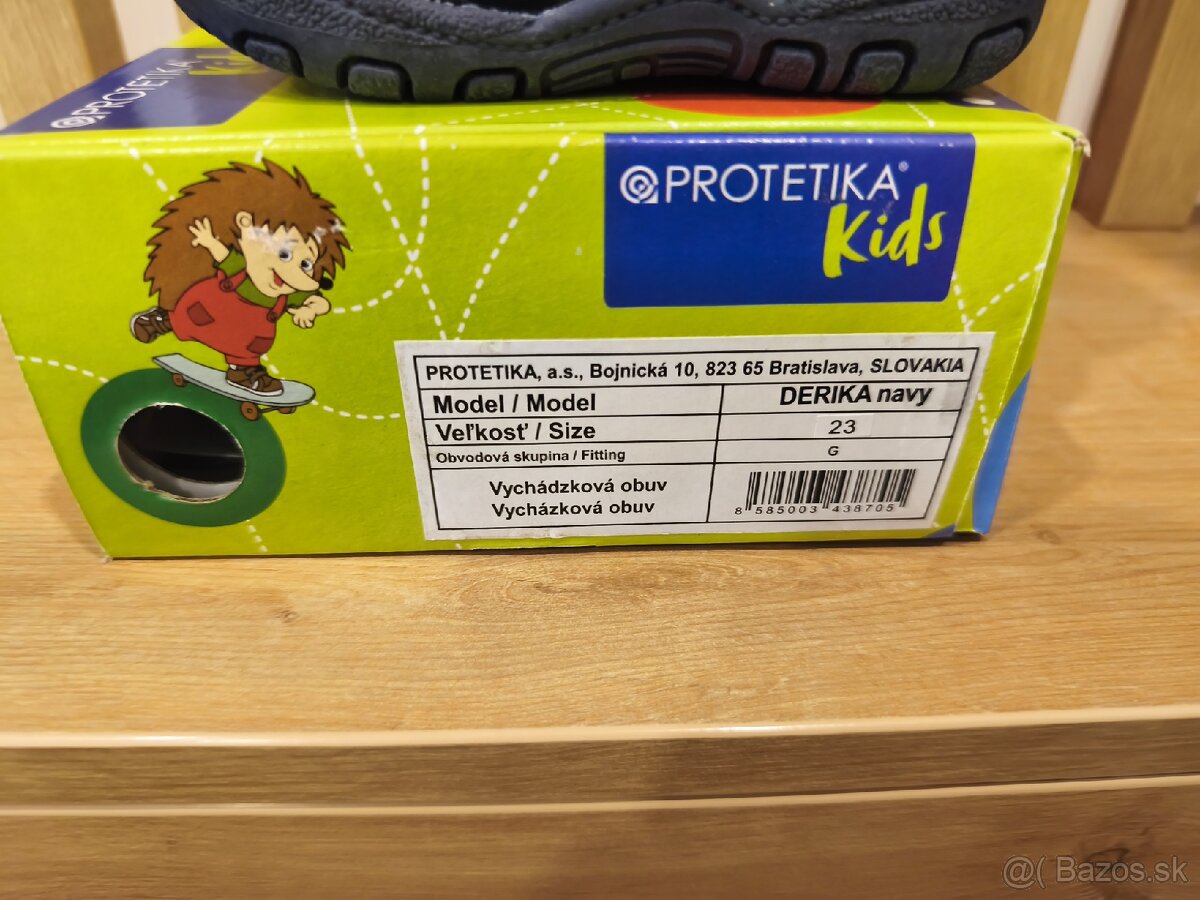 PROTETIKA
Kids
PROTETIKA®
Kids
PROTETIKA, a.s., Bojnická 10, 823 65 Bratislava, SLOVAKIA
Model / Model DERIKA navy
Veľkosť / Size 23
Obvodová skupina / Fitting G
Vychádzková obuv
Vycházková obuv
8 585003 438705
@( Bazos.sk